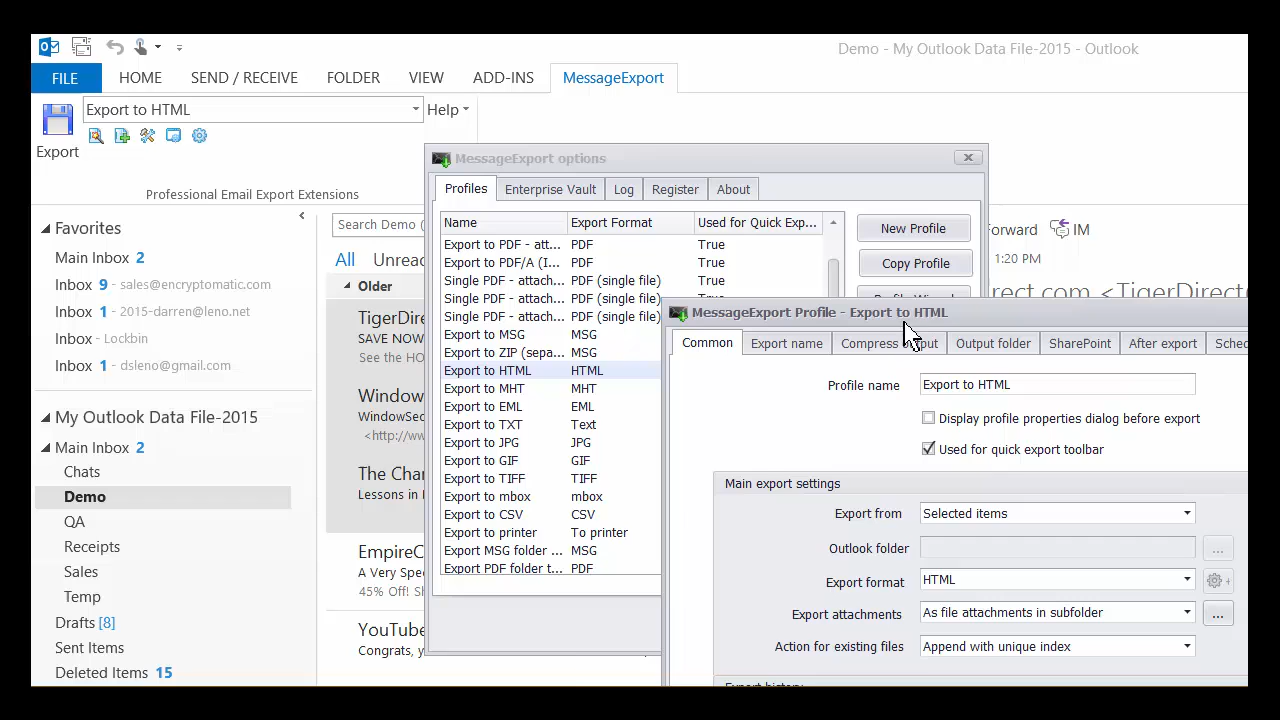 Demo - My Outlook Data File-2015 - Outlook
FILE HOME SEND / RECEIVE FOLDER VIEW ADD-INS MessageExport
Export to HTML
Help
Export
Professional Email Export Extensions
Favorites
Main Inbox 2
Inbox 9 - sales@encryptomatic.com
Inbox 1 - 2015-darren@leno.net
Inbox - Lockbin
Inbox 1 - dsleno@gmail.com
My Outlook Data File-2015
Main Inbox 2
Chats
Demo
QA
Receipts
Sales
Temp
Drafts [8]
Sent Items
Deleted Items 15
Search Demo (
All Unread
Older
TigerDire
SAVE NOW
See the HO
Window
WindowSec
<http://ww
The Char
Lessons in L
EmpireC
A Very Spec
45% Off! S
YouTube
Congrats, y
Forward IM
1:20 PM
irect.com <TigerDirect
MessageExport options
Profiles Enterprise Vault Log Register About
Name Export Format Used for Quick Exp...
Export to PDF - att... PDF True
Export to PDF/A (I... PDF True
Single PDF - attach... PDF (single file) True
Single PDF - attach... PDF (single file) True
Single PDF - attach... PDF (single file)
Export to MSG MSG
Export to ZIP (sepa... MSG
Export to HTML HTML
Export to MHT MHT
Export to EML EML
Export to TXT Text
Export to JPG JPG
Export to GIF GIF
Export to TIFF TIFF
Export to mbox mbox
Export to CSV CSV
Export to printer To printer
Export MSG folder ... MSG
Export PDF folder t... PDF
New Profile
Copy Profile
MessageExport Profile - Export to HTML
Common Export name Compress output Output folder SharePoint After export Sched
Profile name Export to HTML
Display profile properties dialog before export
Used for quick export toolbar
Main export settings
Export from Selected items
Outlook folder ...
Export format HTML
Export attachments As file attachments in subfolder ...
Action for existing files Append with unique index
Export history